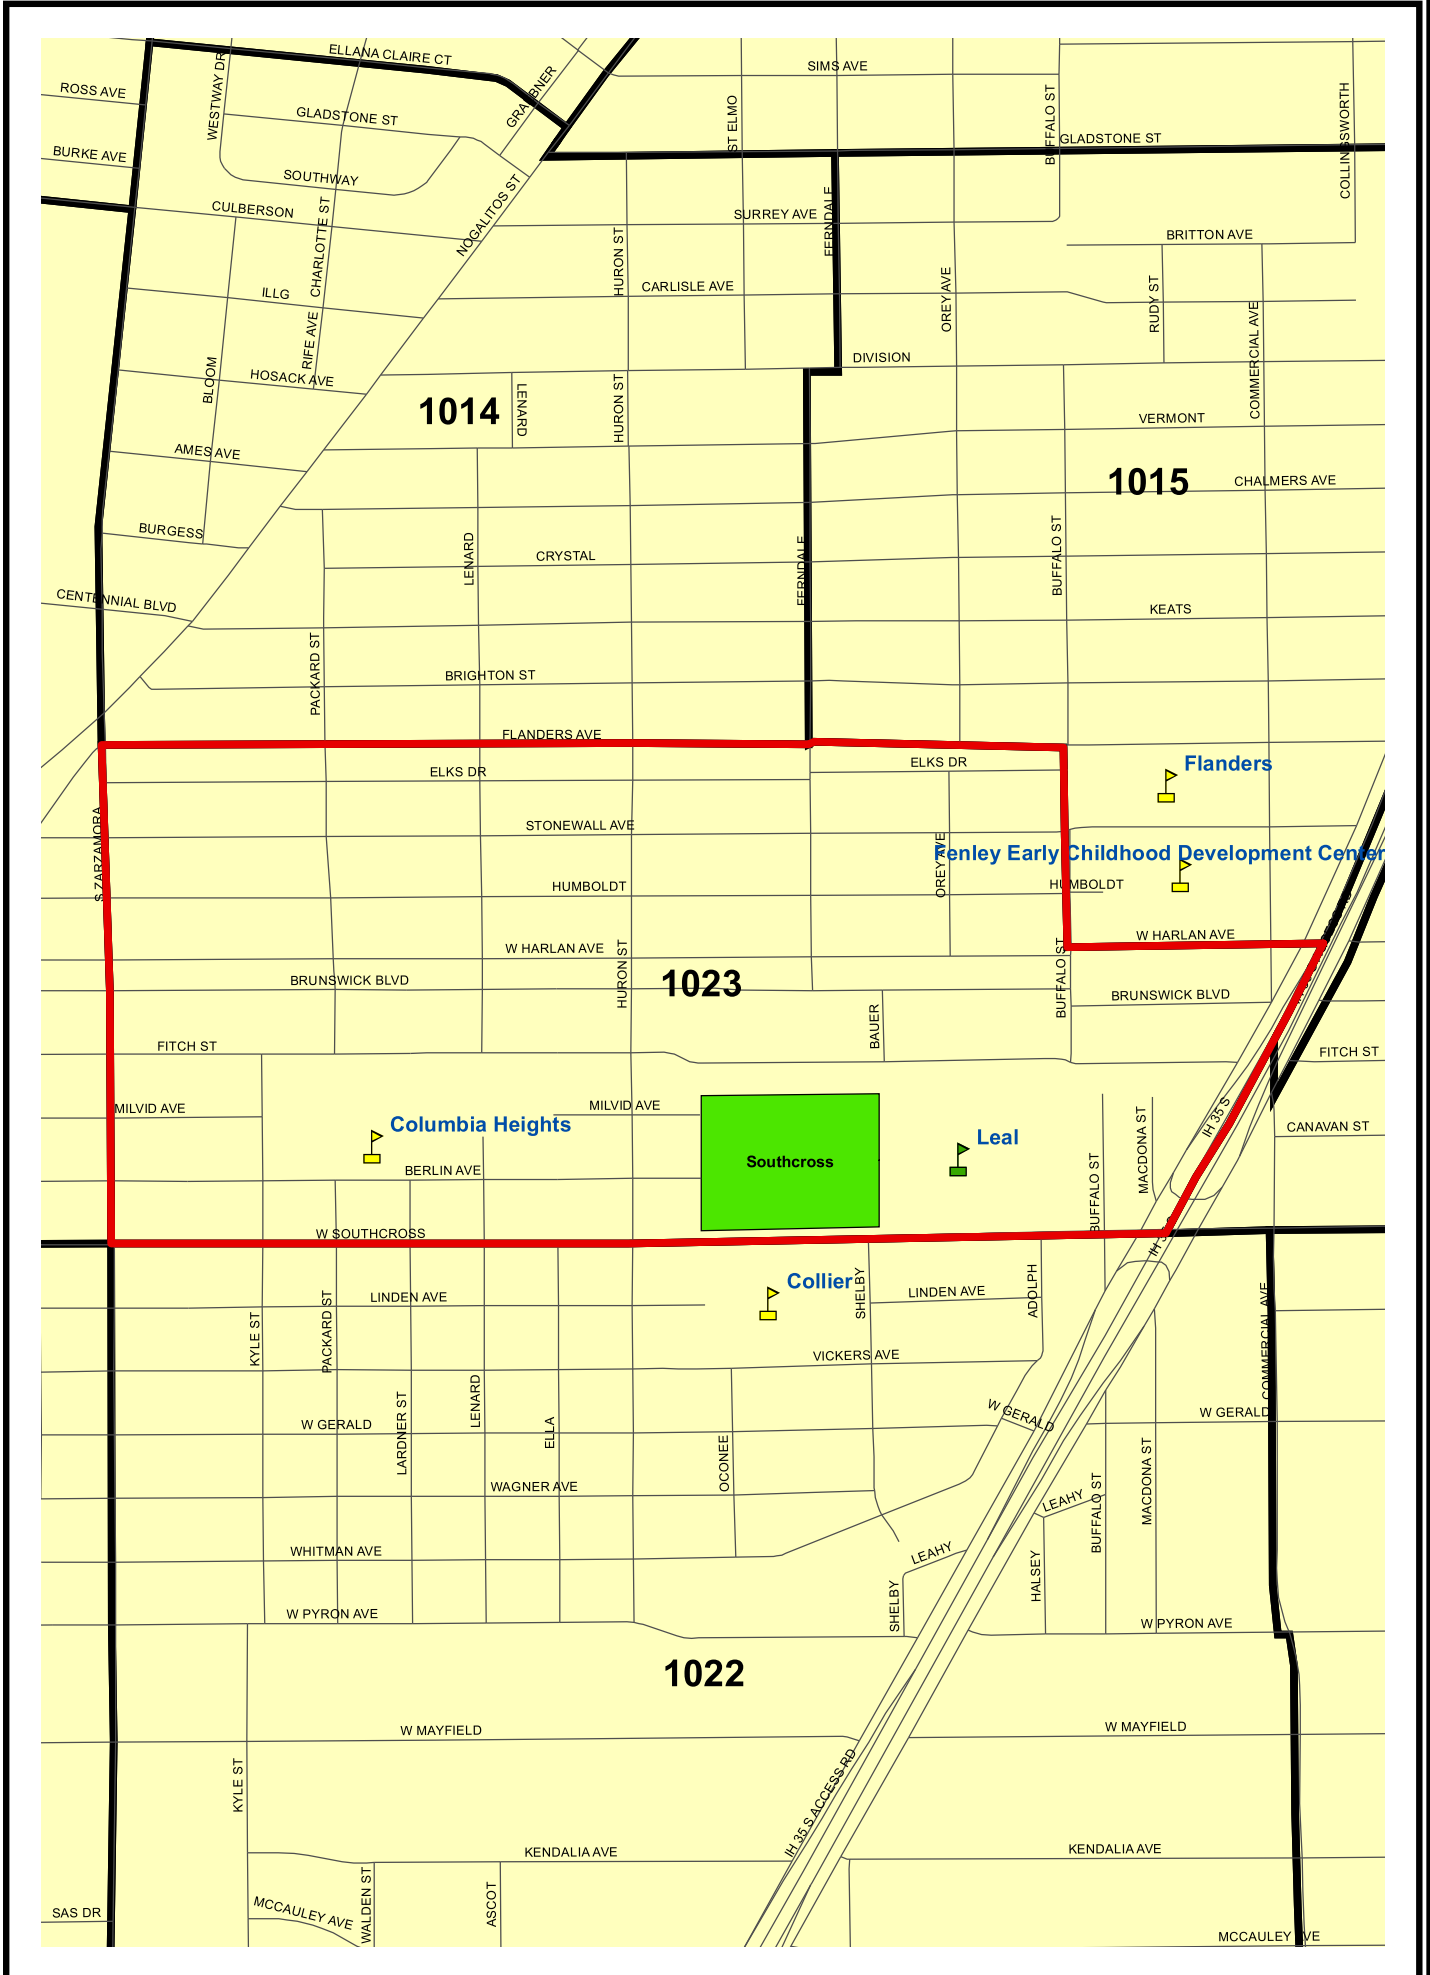 ELLANA CLAIRE CT
SIMS AVE
ROSS AVE
WESTWAY DR
GRAEBNER
ST ELMO
BUFFALO ST
COLLINGSWORTH
GLADSTONE ST
GLADSTONE ST
BURKE AVE
SOUTHWAY
CULBERSON
NOGALITOS ST
SURREY AVE
FERNDALE
BRITTON AVE
CHARLOTTE ST
HURON ST
CARLISLE AVE
OREY AVE
RUDY ST
ILLG
RIFE AVE
COMMERCIAL AVE
DIVISION
BLOOM
HOSACK AVE
1014
LENARD
HURON ST
VERMONT
AMES AVE
1015
CHALMERS AVE
BURGESS
LENARD
CRYSTAL
FERNDALE
BUFFALO ST
CENTENNIAL BLVD
KEATS
PACKARD ST
BRIGHTON ST
FLANDERS AVE
ELKS DR
ELKS DR
Flanders
S ZARZAMORA
STONEWALL AVE
OREY AVE
Fenley Early Childhood Development Center
HUMBOLDT
HUMBOLDT
W HARLAN AVE
W HARLAN AVE
HURON ST
BUFFALO ST
BRUNSWICK BLVD
1023
BRUNSWICK BLVD
BAUER
FITCH ST
FITCH ST
MILVID AVE
MILVID AVE
Columbia Heights
IH 35 S
MACDONA ST
CANAVAN ST
Leal
Southcross
BERLIN AVE
BUFFALO ST
W SOUTHCROSS
IH 35 S
Collier
SHELBY
ADOLPH
LINDEN AVE
LINDEN AVE
KYLE ST
PACKARD ST
COMMERCIAL AVE
VICKERS AVE
LARDNER ST
LENARD
W GERALD
W GERALD
W GERALD
ELLA
OCONEE
MACDONA ST
WAGNER AVE
LEAHY
BUFFALO ST
WHITMAN AVE
LEAHY
HALSEY
SHELBY
W PYRON AVE
W PYRON AVE
1022
W MAYFIELD
W MAYFIELD
KYLE ST
IH 35 S ACCESS RD
KENDALIA AVE
KENDALIA AVE
WALDEN ST
ASCOT
SAS DR
MCCAULEY AVE
MCCAULEY AVE